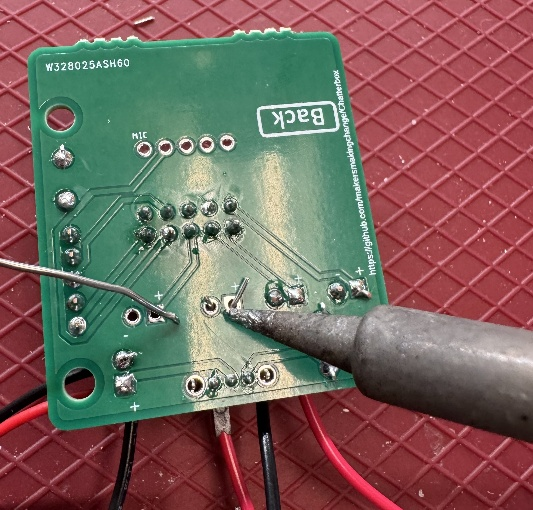 W328025ASH60
Back
MIC
https://github.com/makersmakingchange/Chatterbox
+
+
+
+
-
+